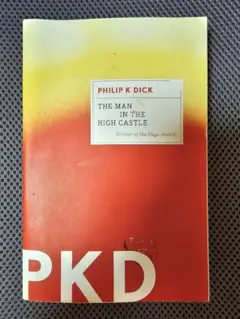 PHILIP K DICK
THE MAN
IN THE
HIGH CASTLE
Winner of the Hugo Award
PKD